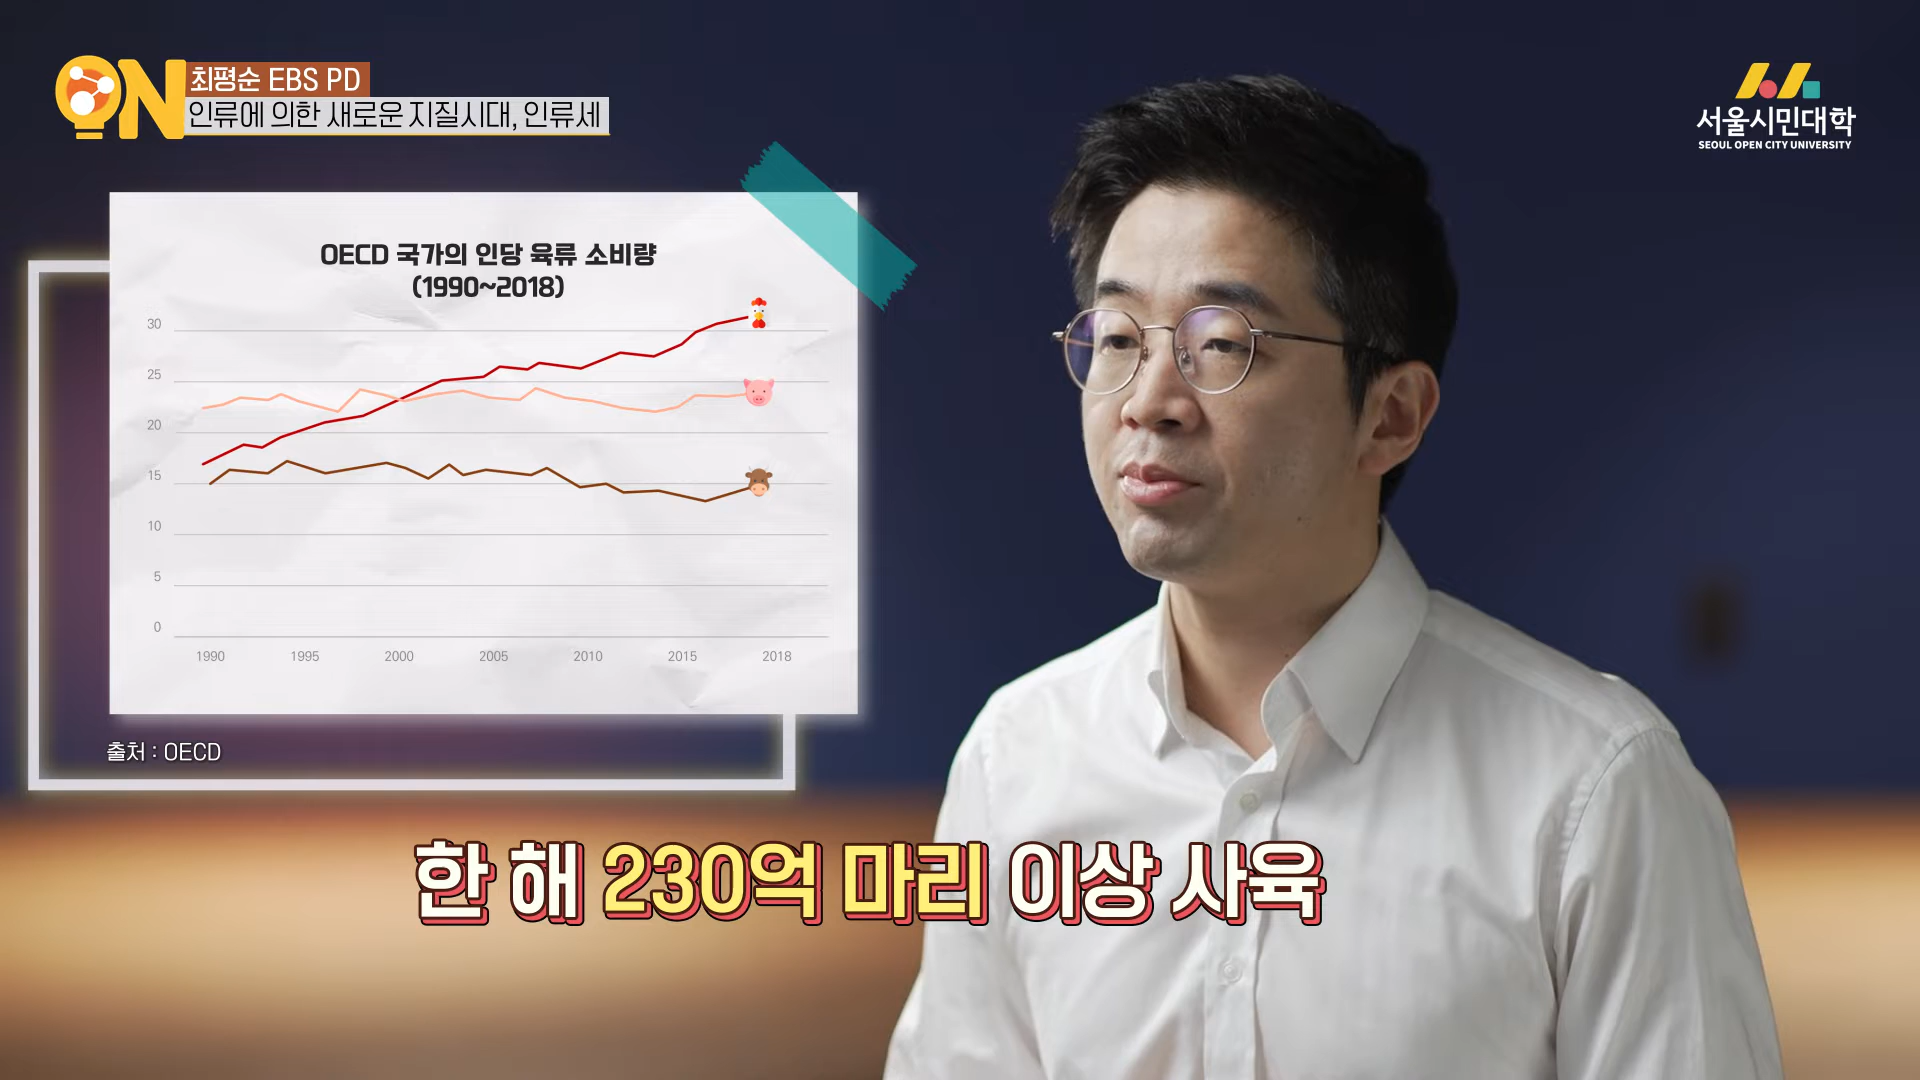 ON
최평순 EBS PD
인류에 의한 새로운 지질시대, 인류세
서울시민대학
SEOUL OPEN CITY UNIVERSITY
OECD 국가의 인당 육류 소비량
(1990~2018)
30
25
20
15
10
5
0
1990 1995 2000 2005 2010 2015 2018
출처 : OECD
한 해 230억 마리 이상 사육